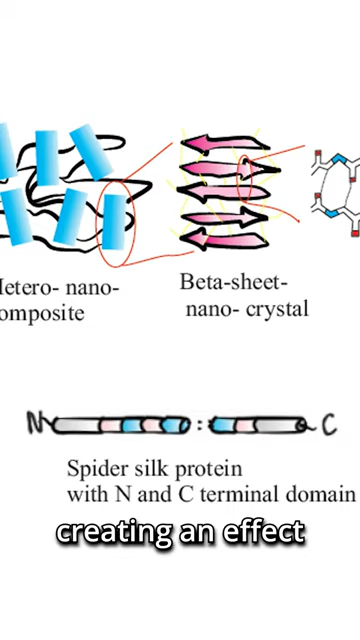 Hetero- nano-
composite
Beta-sheet-
nano- crystal
N
:
C
Spider silk protein
with N and C terminal domain
creating an effect